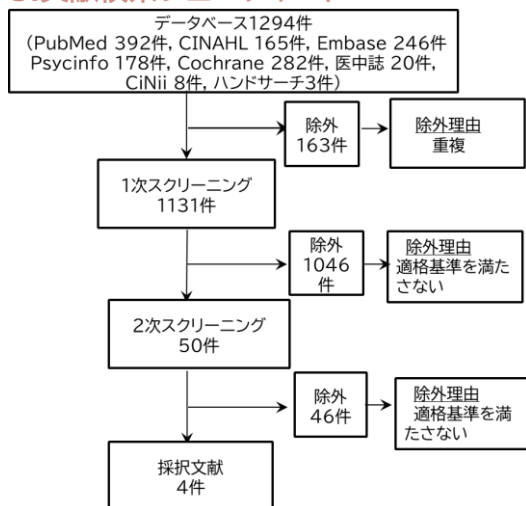 データベース1294件
(PubMed 392件, CINAHL 165件, Embase 246件
Psycinfo 178件, Cochrane 282件, 医中誌 20件,
CiNii 8件, ハンドサーチ3件)
除外
163件
除外理由
重複
1次スクリーニング
1131件
除外
1046
件
除外理由
適格基準を満た
さない
2次スクリーニング
50件
除外
46件
除外理由
適格基準を満
たさない
採択文献
4件